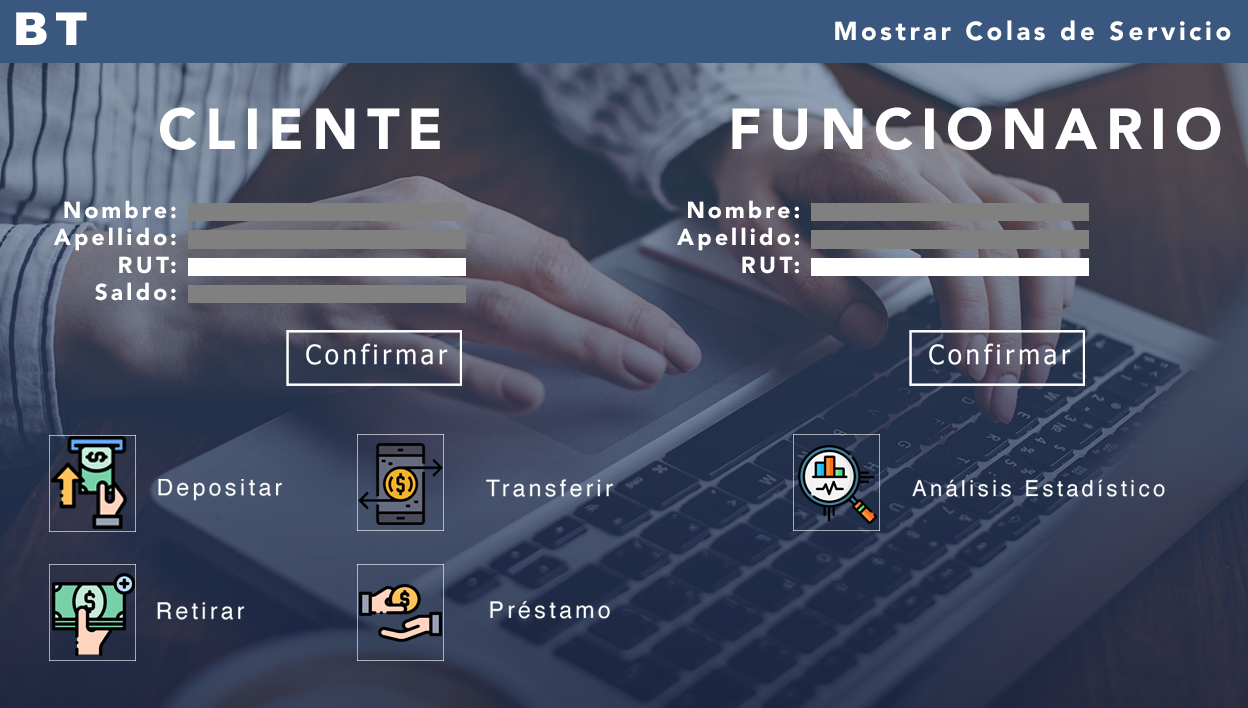 BT
Mostrar Colas de Servicio
CLIENTE
Nombre:
Apellido:
RUT:
Saldo:
Confirmar
Depositar
Transferir
Retirar
Préstamo
FUNCIONARIO
Nombre:
Apellido:
RUT:
Confirmar
Análisis Estadístico